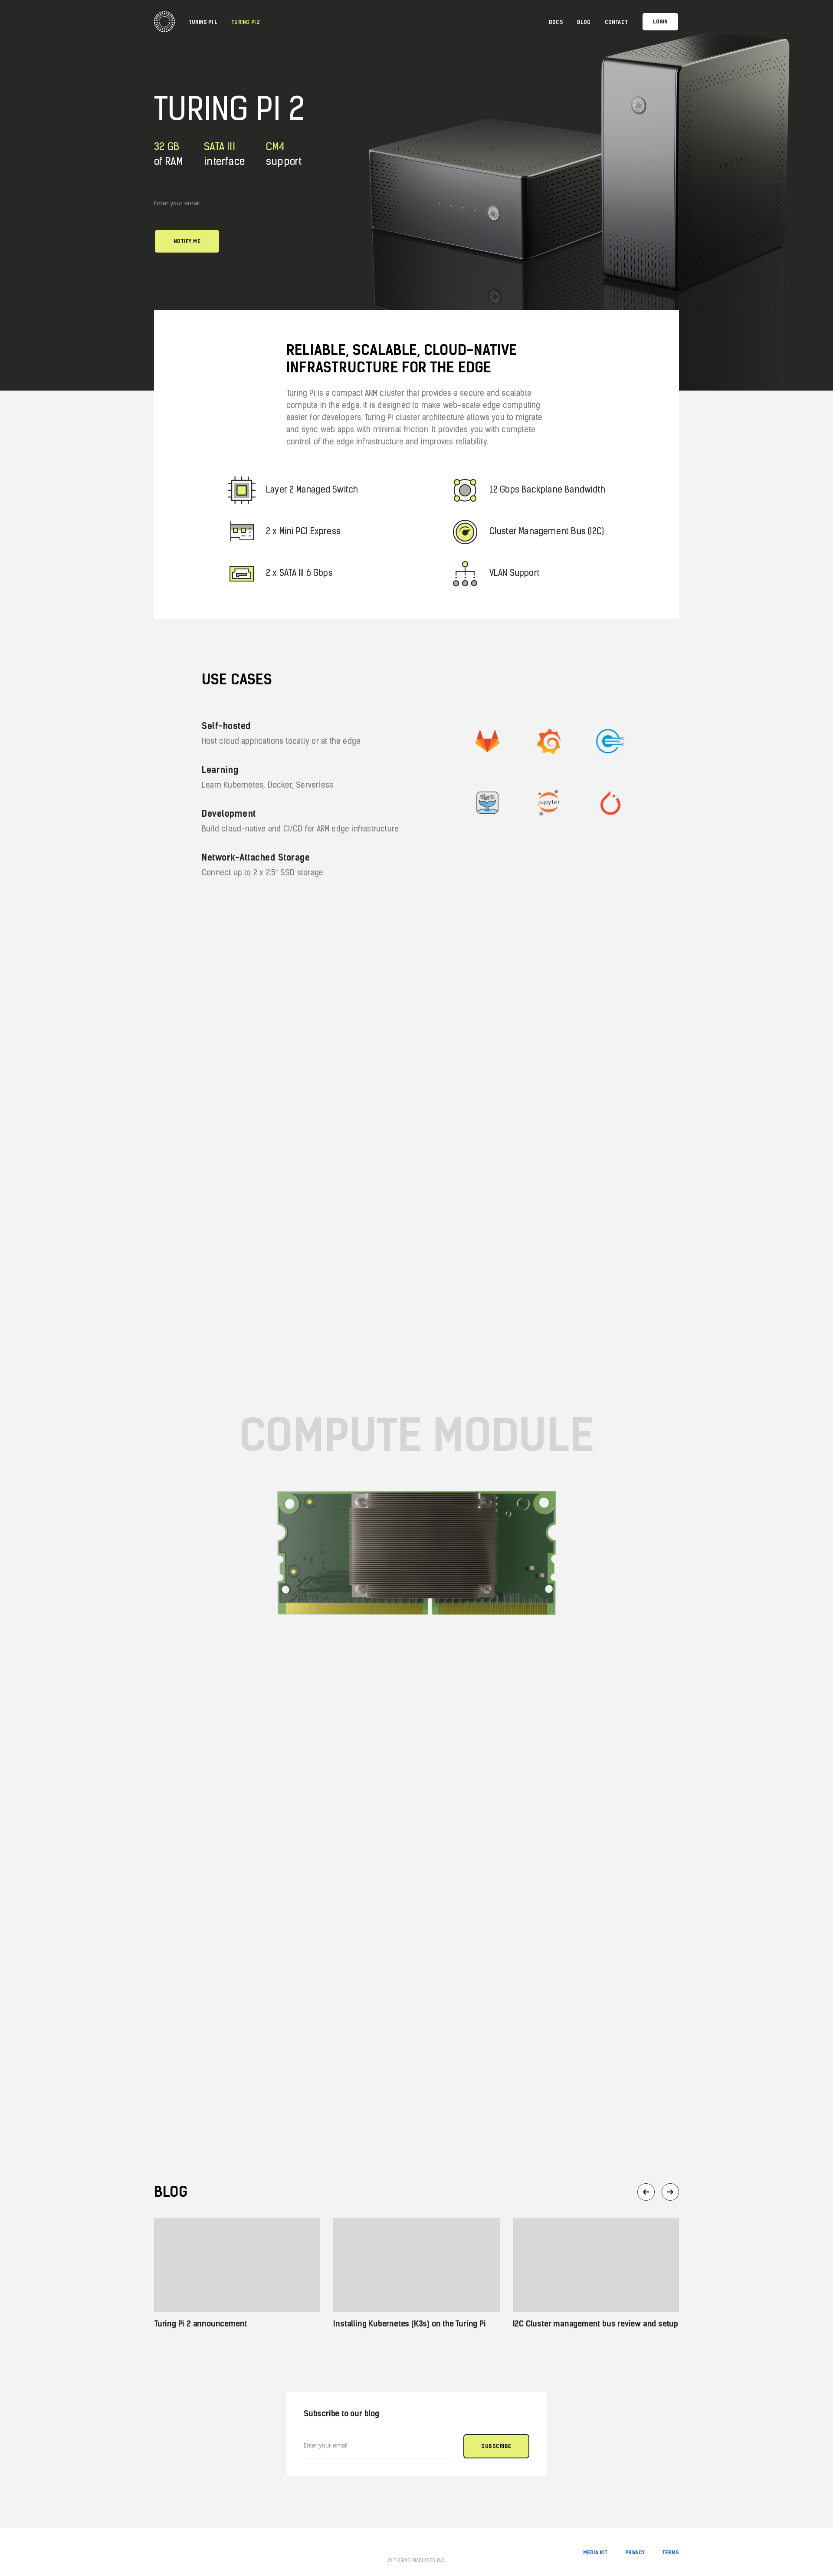 TURING PI 1
TURING PI 2
DOCS
BLOG
CONTACT
LOGIN
TURING PI 2
32 GB
of RAM
SATA III
interface
CM4
support
Enter your email
NOTIFY ME
RELIABLE, SCALABLE, CLOUD-NATIVE
INFRASTRUCTURE FOR THE EDGE
Turing Pi is a compact ARM cluster that provides a secure and scalable
compute in the edge. It is designed to make web-scale edge computing
easier for developers. Turing Pi cluster architecture allows you to migrate
and sync web apps with minimal friction. It provides you with complete
control of the edge infrastructure and improves reliability.
Layer 2 Managed Switch
12 Gbps Backplane Bandwidth
2 x Mini PCI Express
Cluster Management Bus (I2C)
2 x SATA III 6 Gbps
VLAN Support
USE CASES
Self-hosted
Host cloud applications locally or at the edge
Learning
Learn Kubernetes, Docker, Serverless
Development
Build cloud-native and CI/CD for ARM edge infrastructure
Network-Attached Storage
Connect up to 2 x 2.5" SSD storage
jupyter
COMPUTE MODULE
BLOG
Turing Pi 2 announcement
Installing Kubernetes (K3s) on the Turing Pi
I2C Cluster management bus review and setup
Subscribe to our blog
Enter your email
SUBSCRIBE
MEDIA KIT
PRIVACY
TERMS
© TURING MACHINES INC.